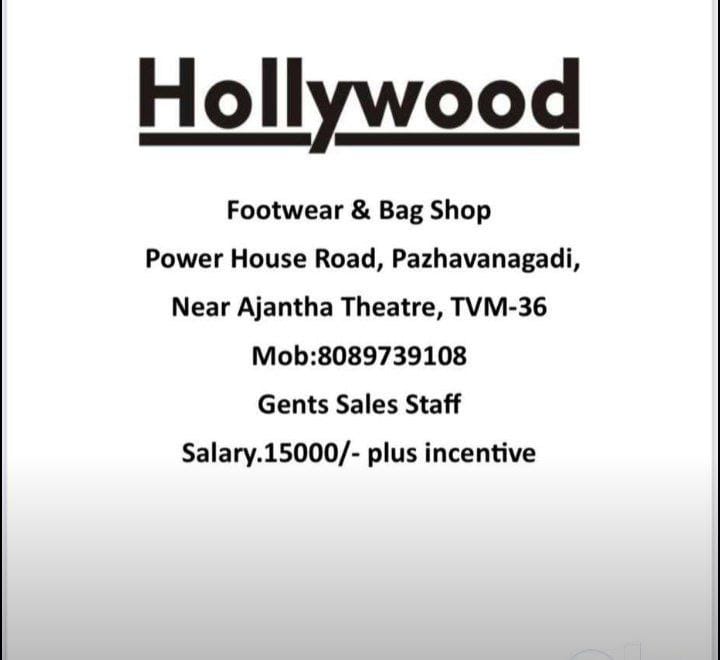 Hollywood
Footwear & Bag Shop
Power House Road, Pazhavanagadi,
Near Ajantha Theatre, TVM-36
Mob:8089739108
Gents Sales Staff
Salary.15000/- plus incentive